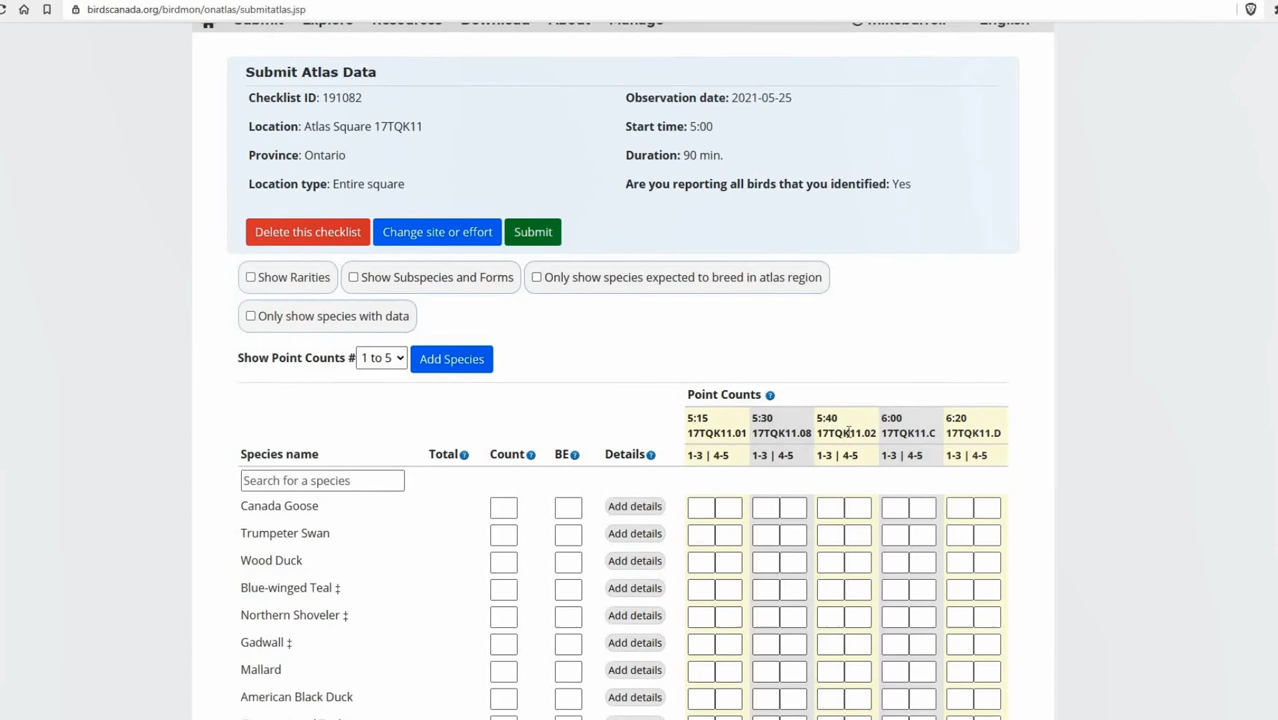 birdscanada.org/birdmon/onatlas/submitatlas.jsp
Submit Explore Resources Download About Manage English
Submit Atlas Data
Checklist ID: 191082
Observation date: 2021-05-25
Location: Atlas Square 17TQK11
Start time: 5:00
Province: Ontario
Duration: 90 min.
Location type: Entire square
Are you reporting all birds that you identified: Yes
Delete this checklist Change site or effort Submit
Show Rarities Show Subspecies and Forms Only show species expected to breed in atlas region
Only show species with data
Show Point Counts # 1 to 5 Add Species
Point Counts ?
5:15 5:30 5:40 6:00 6:20
17TQK11.01 17TQK11.08 17TQK11.02 17TQK11.C 17TQK11.D
Species name Total ? Count ? BE ? Details ? 1-3 | 4-5 1-3 | 4-5 1-3 | 4-5 1-3 | 4-5 1-3 | 4-5
Search for a species
Canada Goose Add details
Trumpeter Swan Add details
Wood Duck Add details
Blue-winged Teal ‡ Add details
Northern Shoveler ‡ Add details
Gadwall ‡ Add details
Mallard Add details
American Black Duck Add details